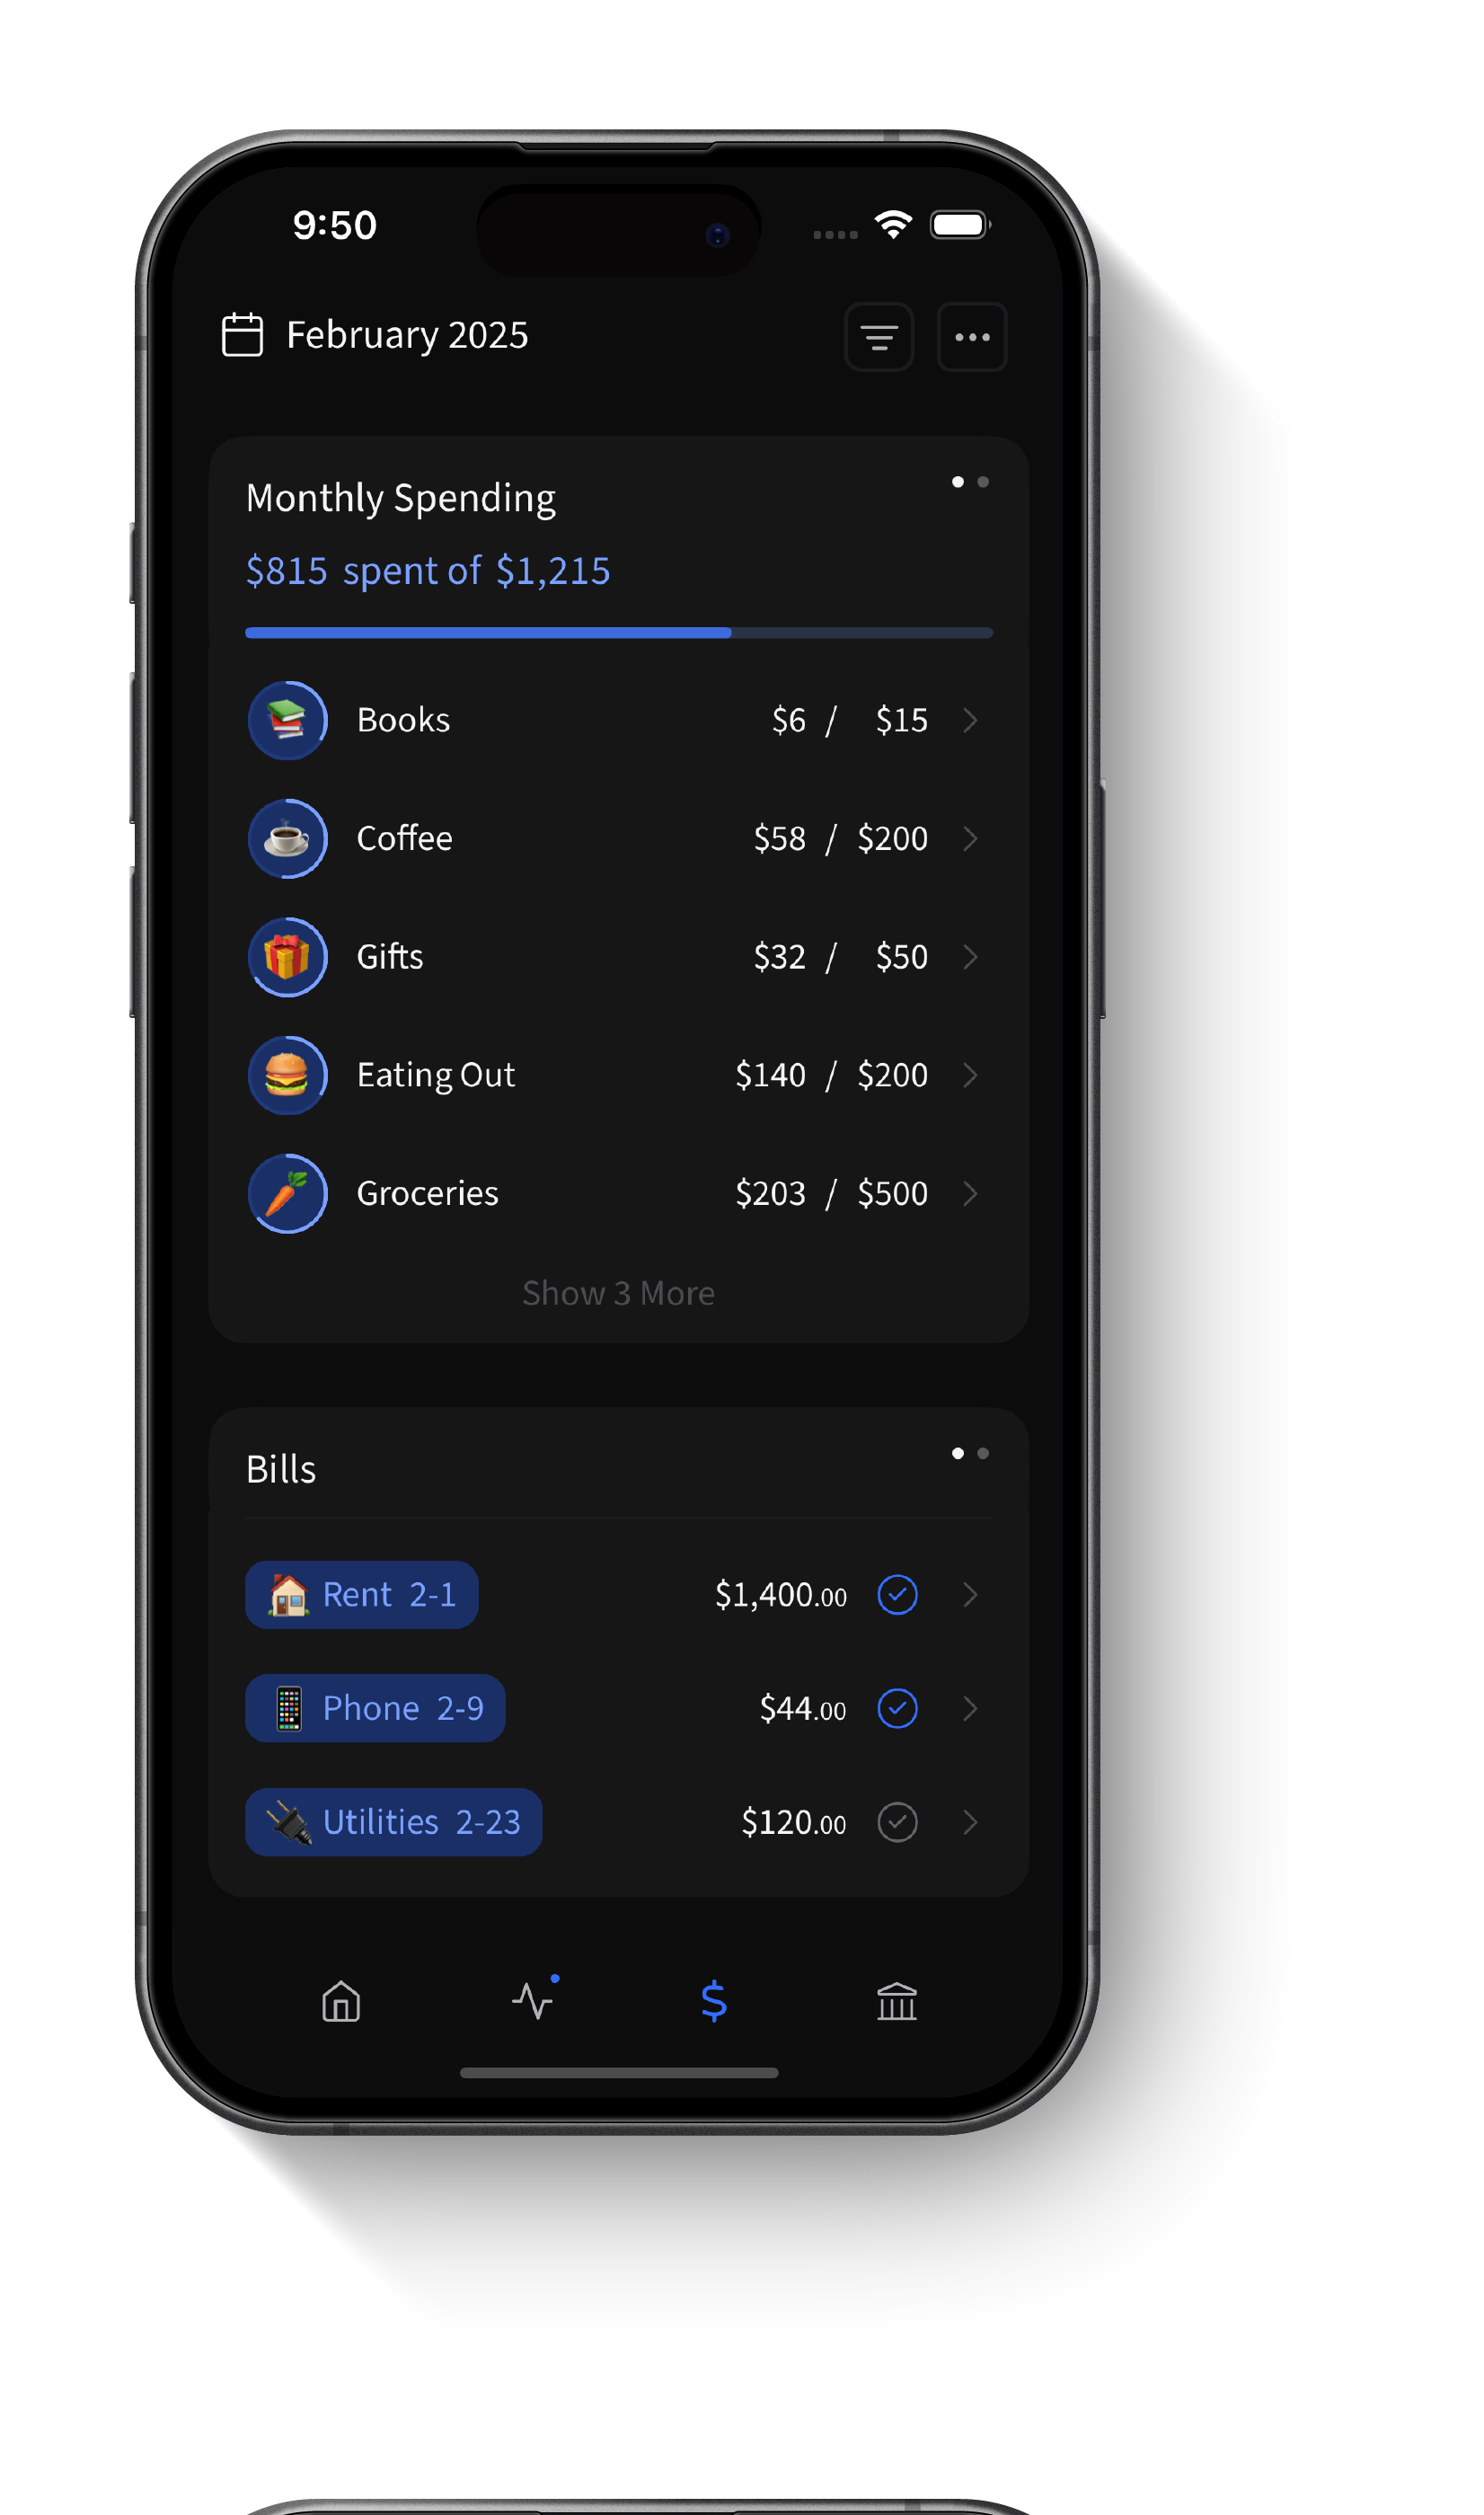 9:50
February 2025
Monthly Spending
$815 spent of $1,215
Books $6 / $15
Coffee $58 / $200
Gifts $32 / $50
Eating Out $140 / $200
Groceries $203 / $500
Show 3 More
Bills
Rent 2-1 $1,400.00
Phone 2-9 $44.00
Utilities 2-23 $120.00